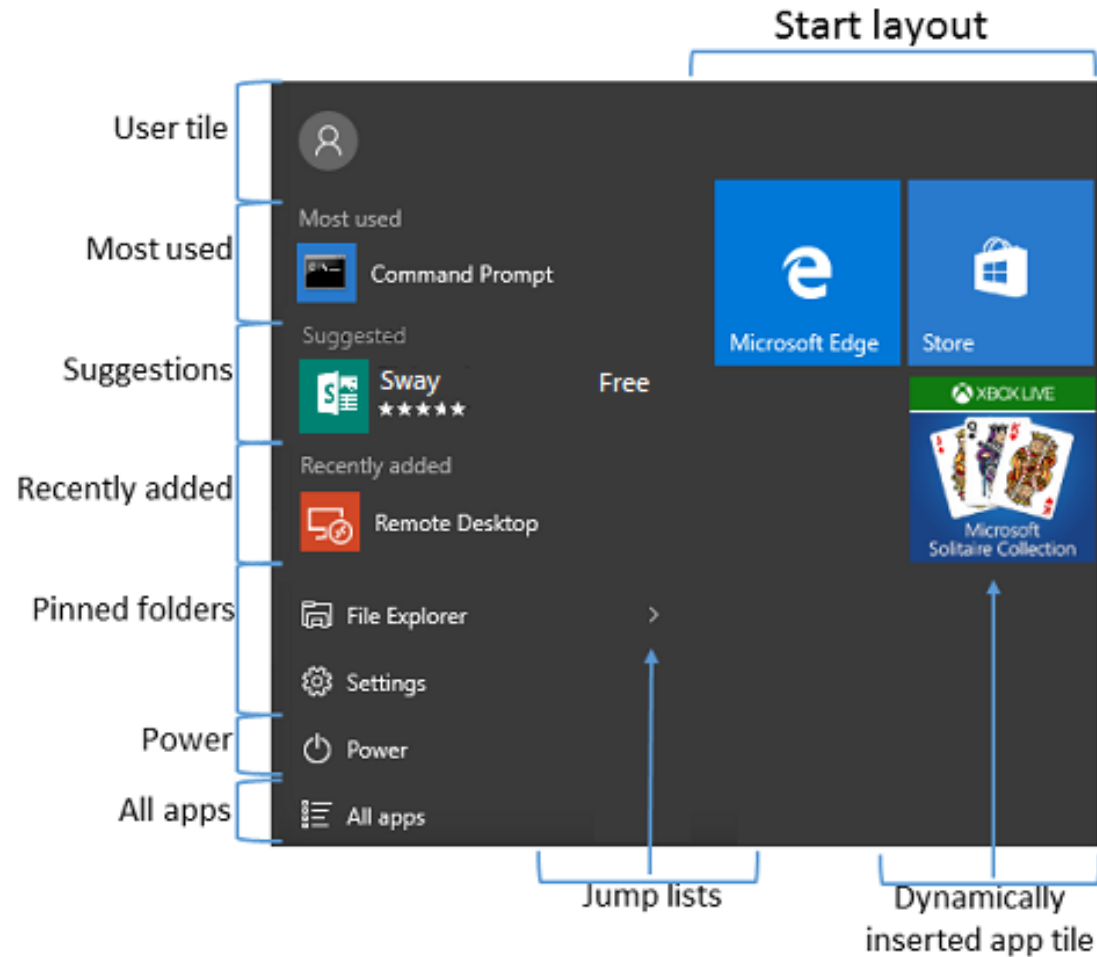 Start layout
User tile
Most used
Most used
Command Prompt
Suggestions
Suggested
Sway
Free
Recently added
Recently added
Remote Desktop
Microsoft Edge
Store
XBOX LIVE
Microsoft
Solitaire Collection
Pinned folders
File Explorer
Settings
Power
Power
All apps
All apps
Jump lists
Dynamically
inserted app tile